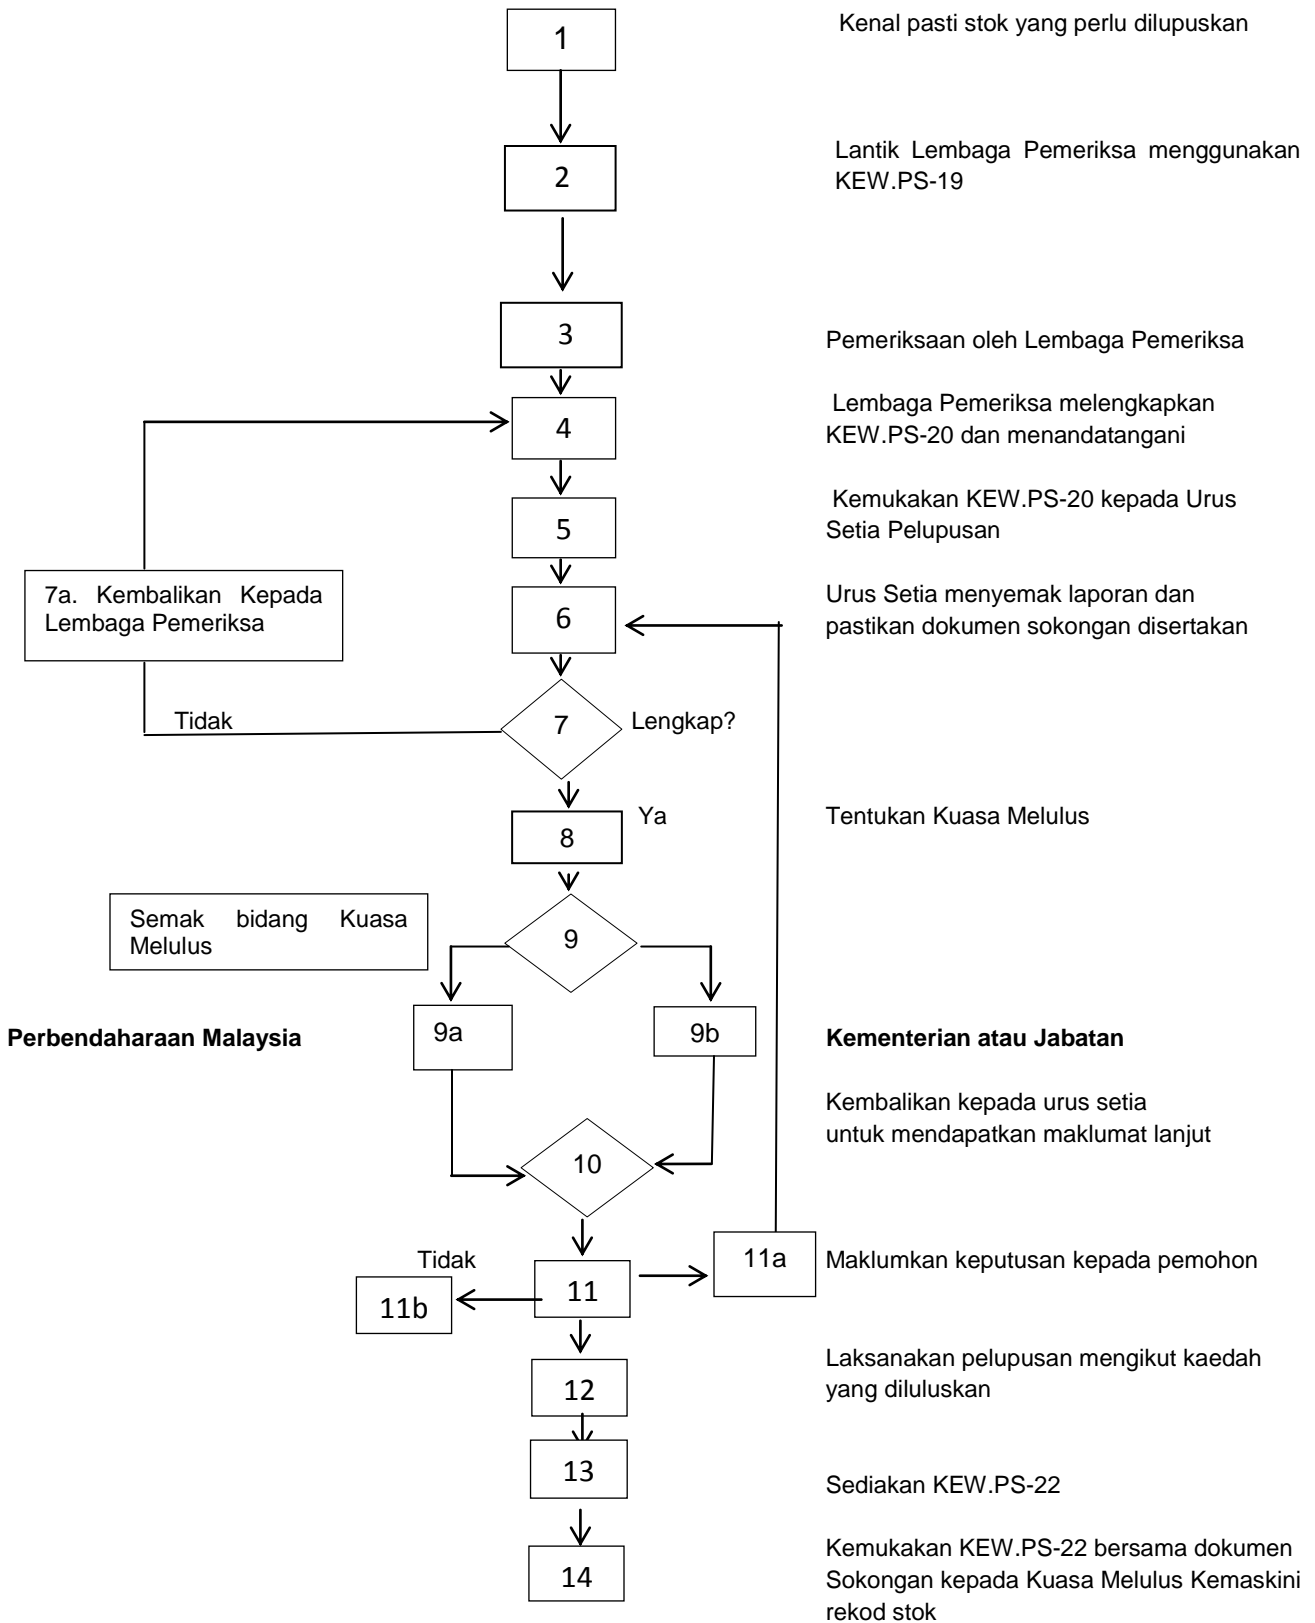 1
Kenal pasti stok yang perlu dilupuskan
2
Lantik Lembaga Pemeriksa menggunakan
KEW.PS-19
3
Pemeriksaan oleh Lembaga Pemeriksa
4
Lembaga Pemeriksa melengkapkan
KEW.PS-20 dan menandatangani
5
Kemukakan KEW.PS-20 kepada Urus
Setia Pelupusan
7a. Kembalikan Kepada
Lembaga Pemeriksa
6
Urus Setia menyemak laporan dan
pastikan dokumen sokongan disertakan
Tidak
7
Lengkap?
8
Ya
Tentukan Kuasa Melulus
Semak bidang Kuasa
Melulus
9
Perbendaharaan Malaysia
9a
9b
Kementerian atau Jabatan
Kembalikan kepada urus setia
untuk mendapatkan maklumat lanjut
10
Tidak
11b
11
11a
Maklumkan keputusan kepada pemohon
12
Laksanakan pelupusan mengikut kaedah
yang diluluskan
13
Sediakan KEW.PS-22
14
Kemukakan KEW.PS-22 bersama dokumen
Sokongan kepada Kuasa Melulus Kemaskini
rekod stok